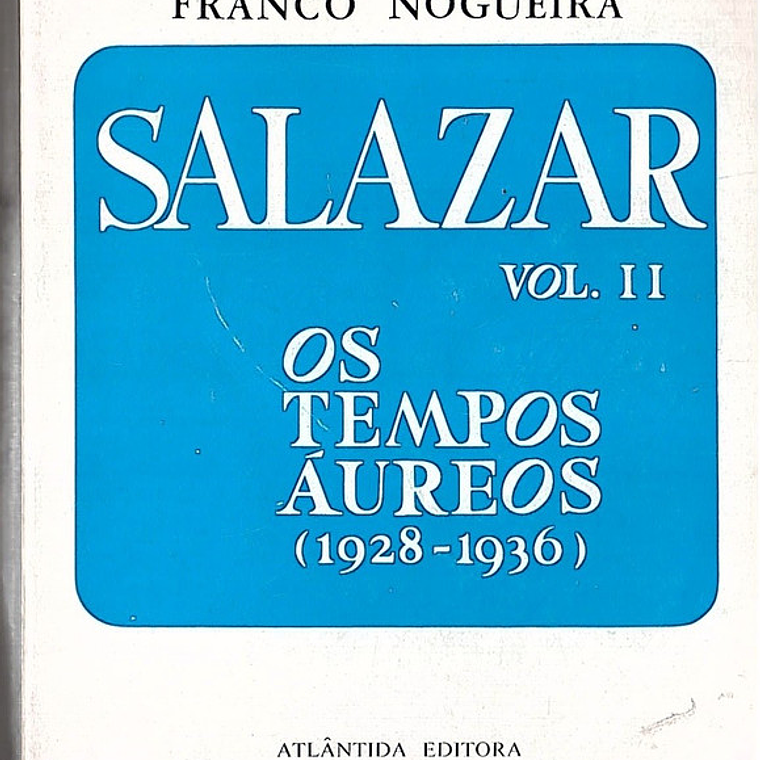 FRANCO NOGUEIRA
SALAZAR
VOL. II
OS
TEMPOS
ÁUREOS
(1928-1936)
ATLÂNTIDA EDITORA